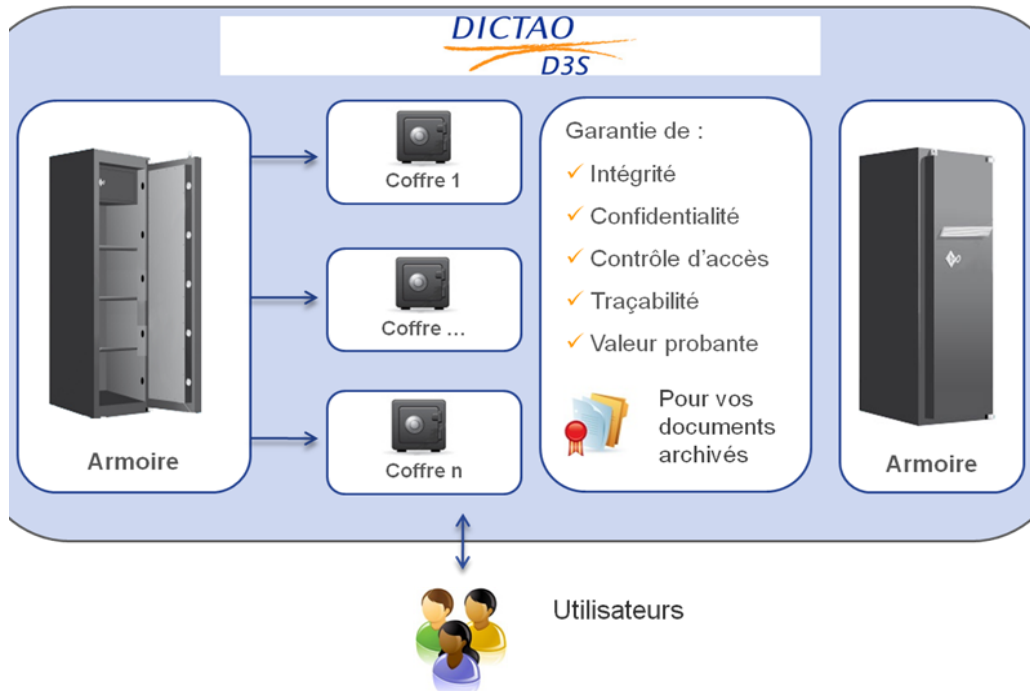 DICTAO
D3S
Armoire
Coffre 1
Coffre ...
Coffre n
Garantie de :
✓ Intégrité
✓ Confidentialité
✓ Contrôle d'accès
✓ Traçabilité
✓ Valeur probante
Pour vos
documents
archivés
Armoire
Utilisateurs